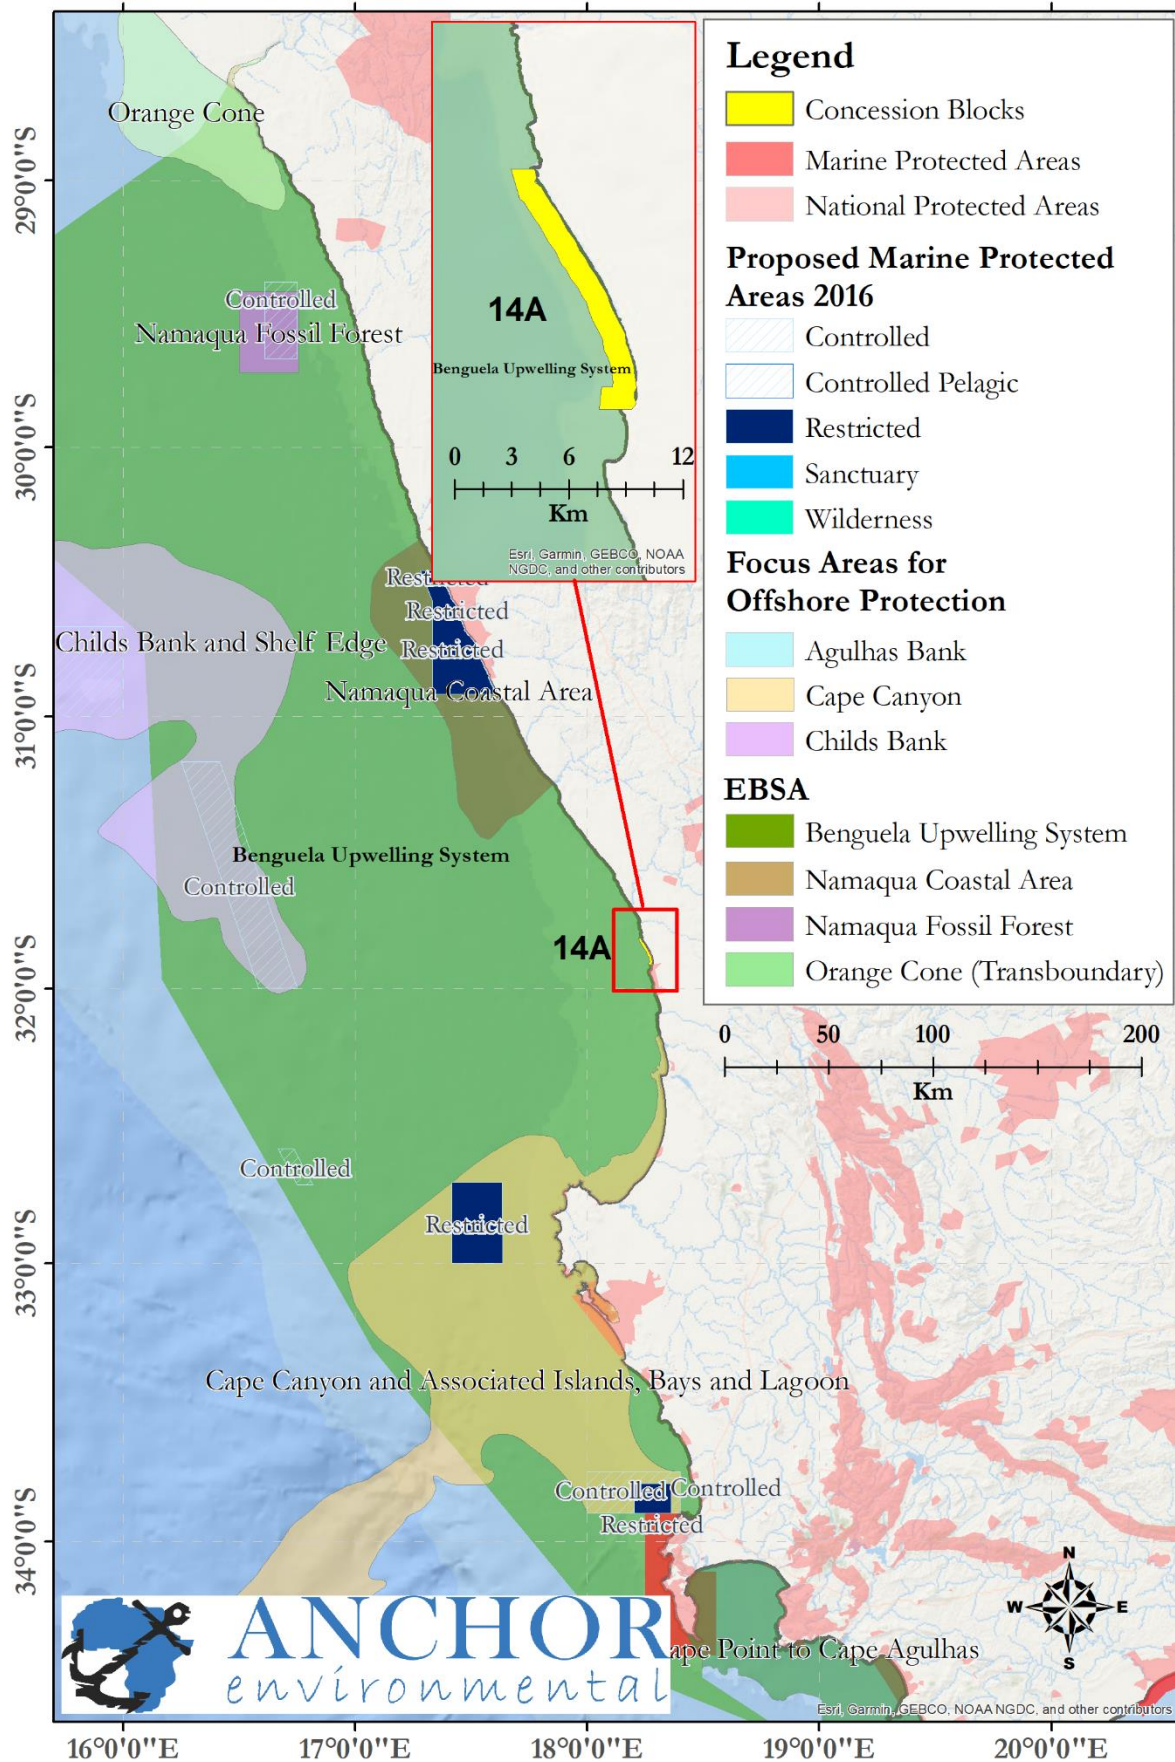 Orange Cone
Controlled
Namaqua Fossil Forest
14A
Benguela Upwelling System
0 3 6 12
Km
Esri, Garmin, GEBCO, NOAA
NGDC, and other contributors
Legend
Concession Blocks
Marine Protected Areas
National Protected Areas
Proposed Marine Protected
Areas 2016
Controlled
Controlled Pelagic
Restricted
Sanctuary
Wilderness
Focus Areas for
Offshore Protection
Agulhas Bank
Cape Canyon
Childs Bank
EBSA
Benguela Upwelling System
Namaqua Coastal Area
Namaqua Fossil Forest
Orange Cone (Transboundary)
0 50 100 200
Km
Restricted
Restricted
Restricted
Childs Bank and Shelf Edge
Namaqua Coastal Area
Benguela Upwelling System
Controlled
14A
Controlled
Restricted
Cape Canyon and Associated Islands, Bays and Lagoon
Controlled
Controlled
Restricted
ape Point to Cape Agulhas
N
W E
S
ANCHOR
environmental
Esri, Garmin, GEBCO, NOAA NGDC, and other contributors
29°0'0"S
30°0'0"S
31°0'0"S
32°0'0"S
33°0'0"S
34°0'0"S
16°0'0"E 17°0'0"E 18°0'0"E 19°0'0"E 20°0'0"E